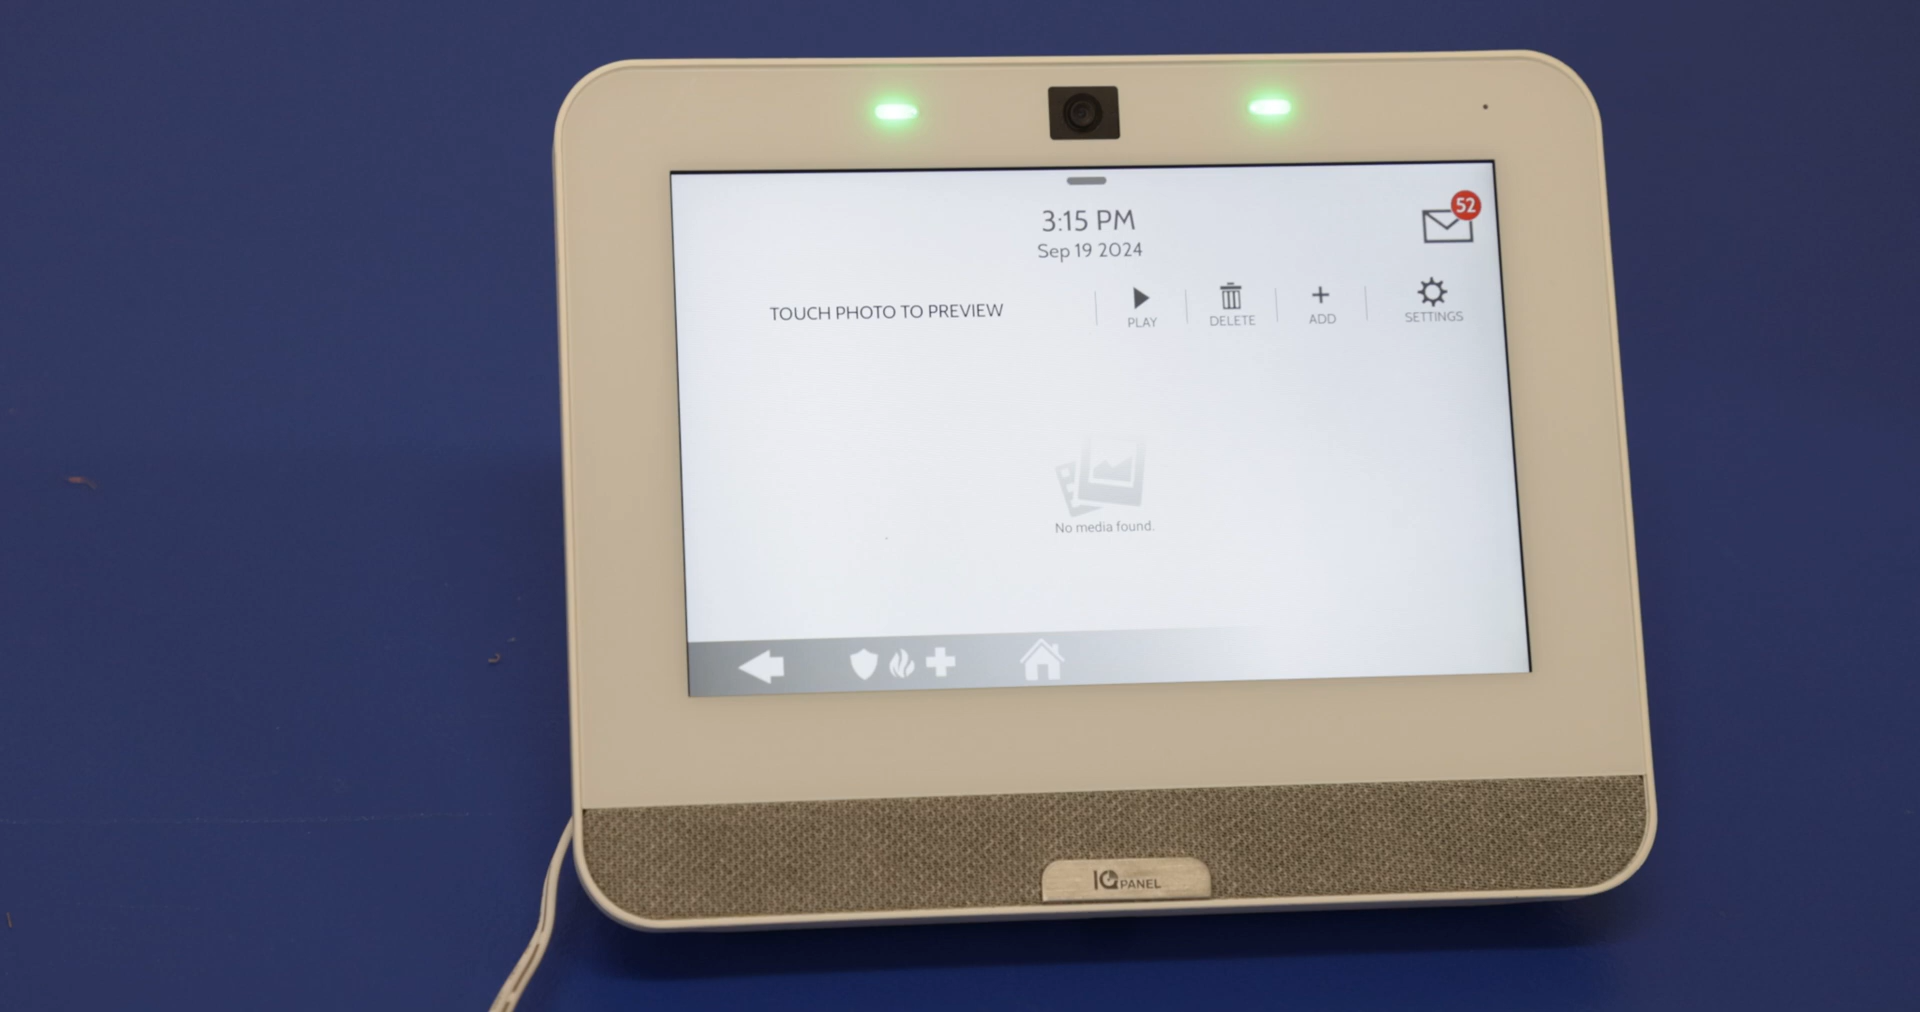 3:15 PM
52
Sep 19 2024
TOUCH PHOTO TO PREVIEW
PLAY
DELETE
ADD
SETTINGS
No media found.
IQ PANEL